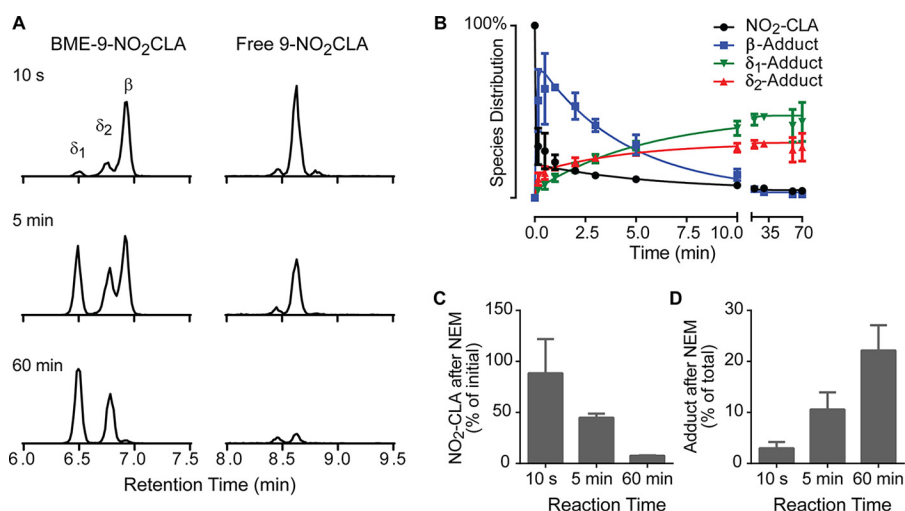 A
BME-9-NO₂CLA
Free 9-NO₂CLA
10 s
δ₁
δ₂
β
5 min
60 min
6.0 6.5 7.0 7.5
8.0 8.5 9.0 9.5
Retention Time (min)
B
100%
Species Distribution
NO₂-CLA
β-Adduct
δ₁-Adduct
δ₂-Adduct
0.0 2.5 5.0 7.5 10.0 35 70
Time (min)
C
NO₂-CLA after NEM
(% of initial)
150
100
50
0
10 s 5 min 60 min
Reaction Time
D
Adduct after NEM
(% of total)
30
20
10
0
10 s 5 min 60 min
Reaction Time